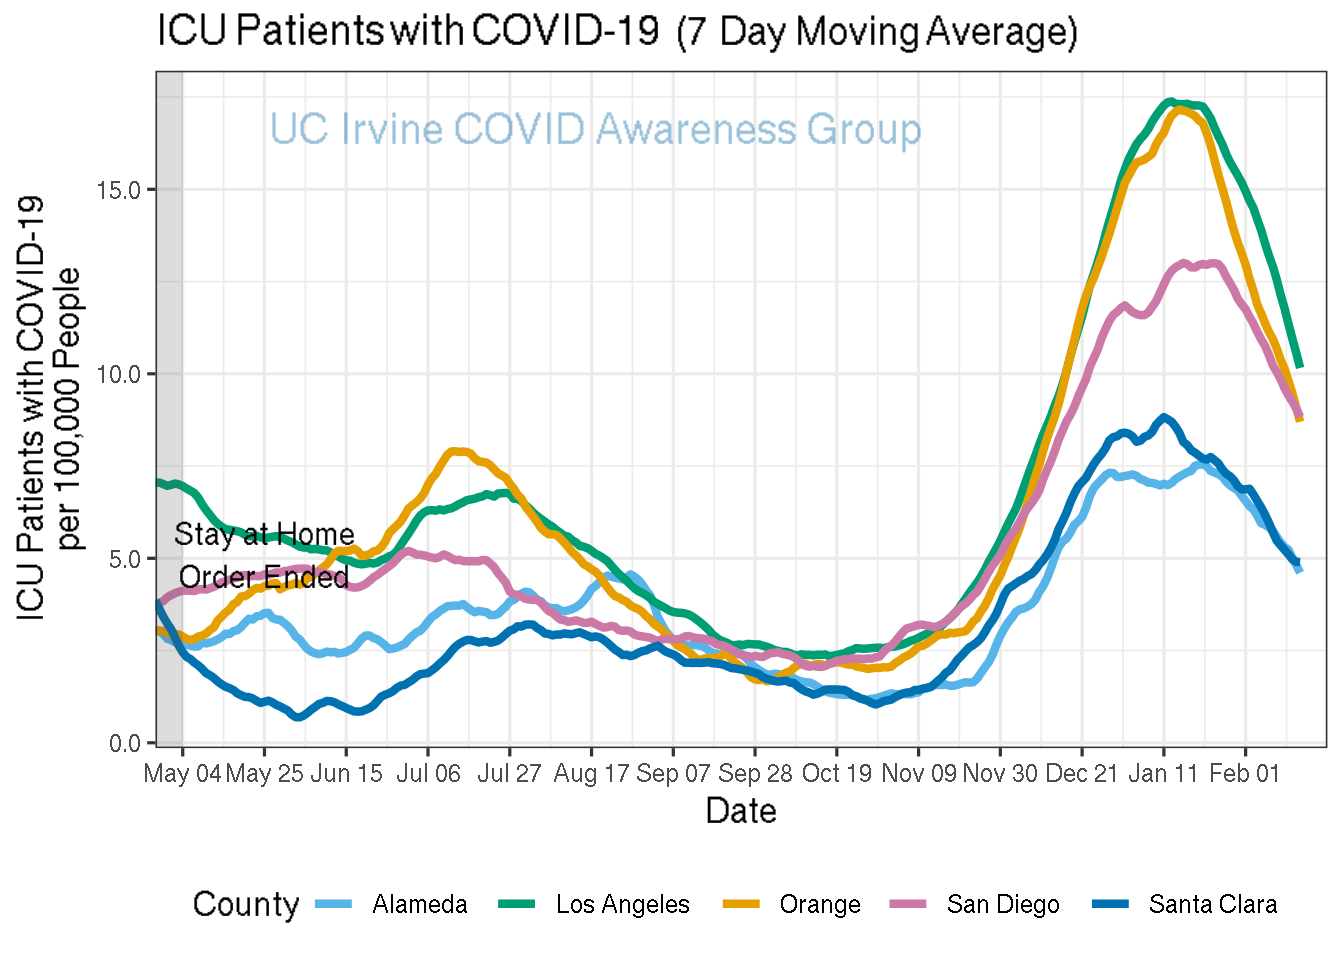 ICU Patients with COVID-19 (7 Day Moving Average)
UC Irvine COVID Awareness Group
ICU Patients with COVID-19
per 100,000 People
15.0
10.0
5.0
0.0
Stay at Home
Order Ended
May 04 May 25 Jun 15 Jul 06 Jul 27 Aug 17 Sep 07 Sep 28 Oct 19 Nov 09 Nov 30 Dec 21 Jan 11 Feb 01
Date
County Alameda Los Angeles Orange San Diego Santa Clara